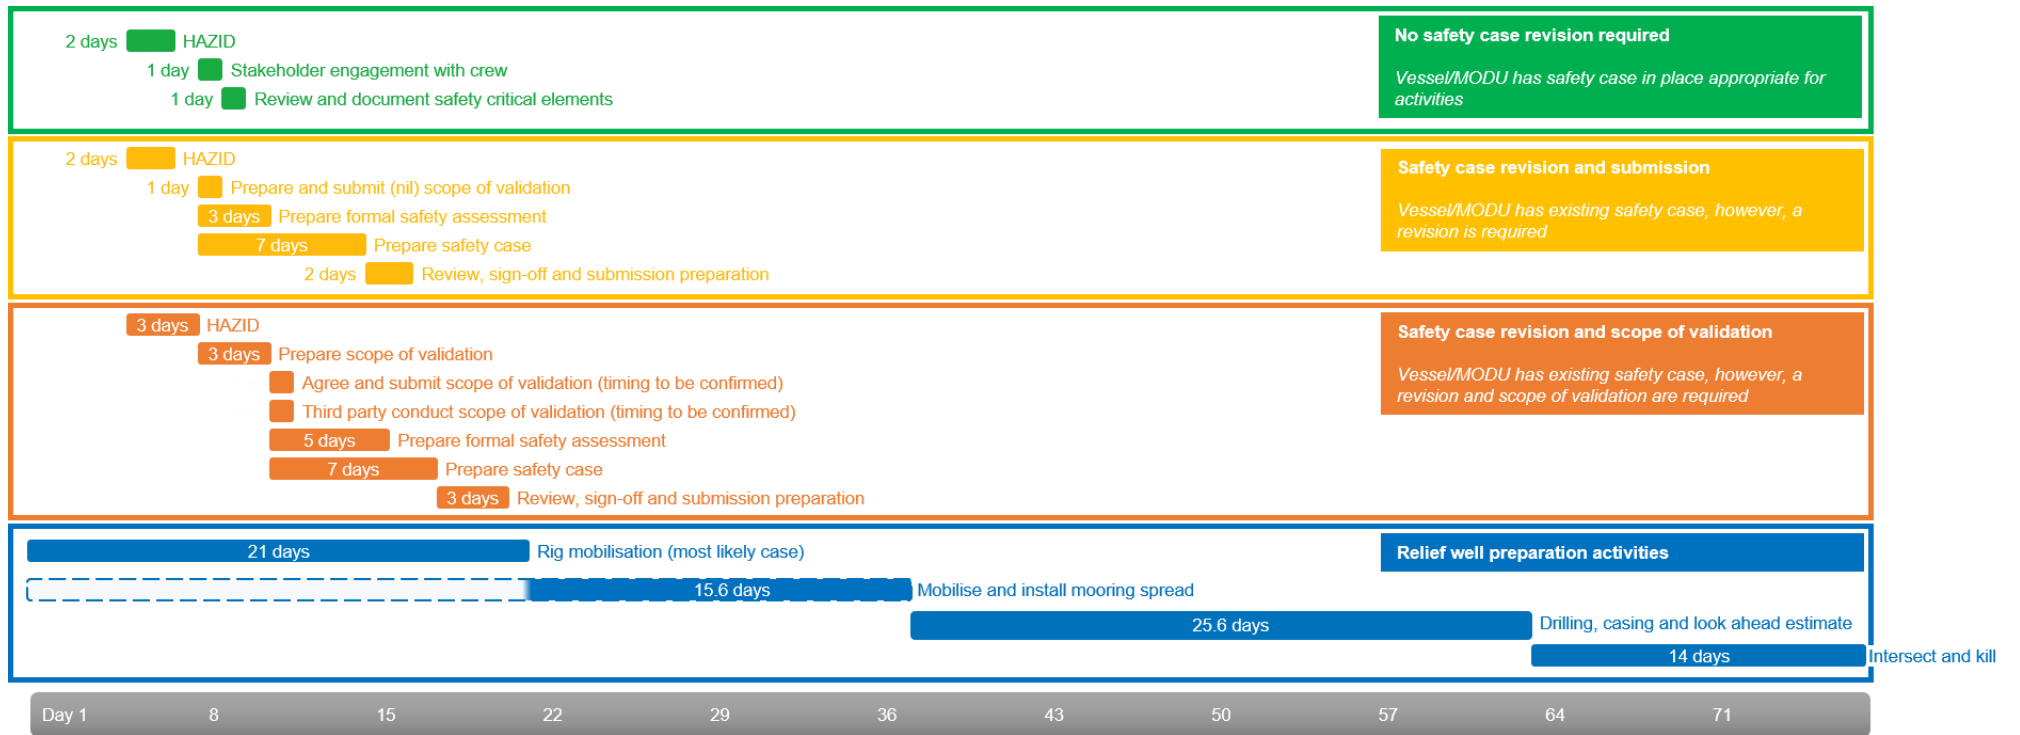 2 days HAZID
1 day Stakeholder engagement with crew
1 day Review and document safety critical elements
No safety case revision required
Vessel/MODU has safety case in place appropriate for
activities
2 days HAZID
1 day Prepare and submit (nil) scope of validation
3 days Prepare formal safety assessment
7 days Prepare safety case
2 days Review, sign-off and submission preparation
Safety case revision and submission
Vessel/MODU has existing safety case, however, a
revision is required
3 days HAZID
3 days Prepare scope of validation
Agree and submit scope of validation (timing to be confirmed)
Third party conduct scope of validation (timing to be confirmed)
5 days Prepare formal safety assessment
7 days Prepare safety case
3 days Review, sign-off and submission preparation
Safety case revision and scope of validation
Vessel/MODU has existing safety case, however, a
revision and scope of validation are required
21 days Rig mobilisation (most likely case)
Relief well preparation activities
15.6 days Mobilise and install mooring spread
25.6 days Drilling, casing and look ahead estimate
14 days Intersect and kill
Day 1 8 15 22 29 36 43 50 57 64 71